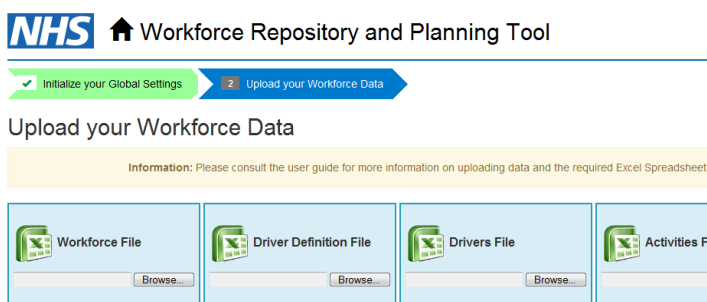 NHS Workforce Repository and Planning Tool
Initialize your Global Settings 2 Upload your Workforce Data
Upload your Workforce Data
Information: Please consult the user guide for more information on uploading data and the required Excel Spreadsheet
Workforce File Driver Definition File Drivers File Activities F
Browse... Browse... Browse...